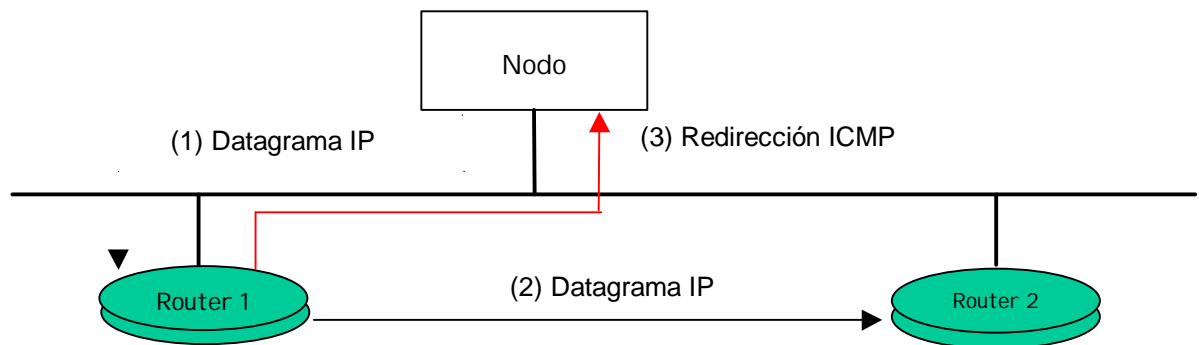 Nodo
(1) Datagrama IP
(3) Redirección ICMP
(2) Datagrama IP
Router 1
Router 2